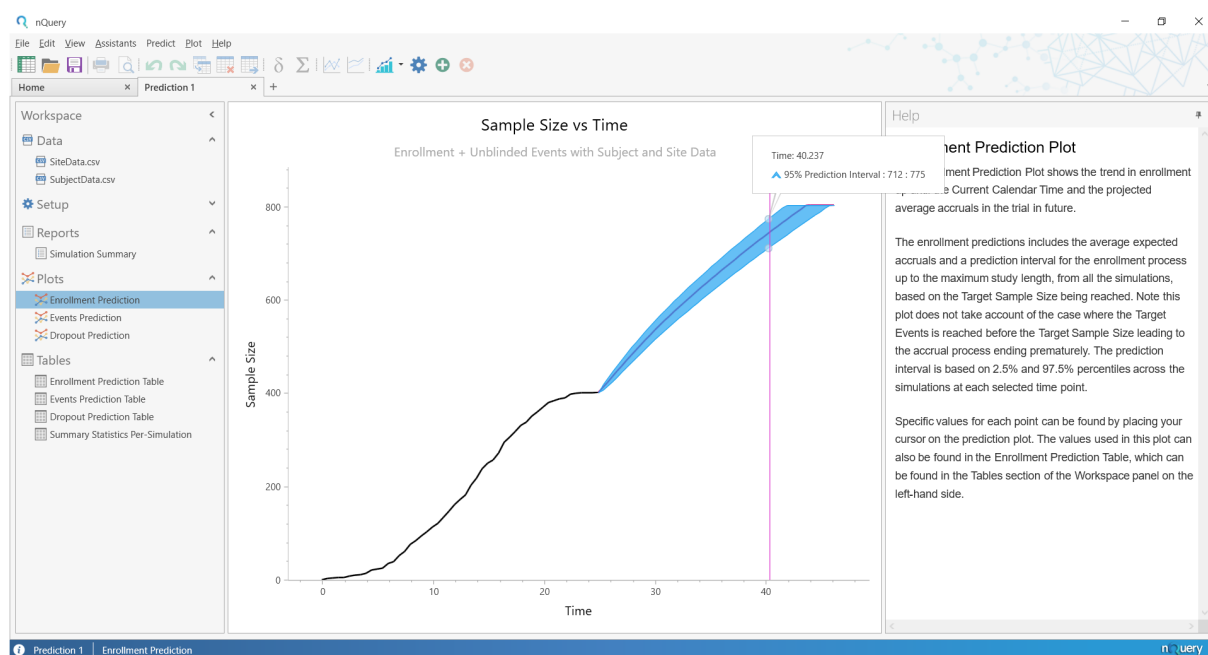 nQuery
File Edit View Assistants Predict Plot Help
Home × Prediction 1 × +
Workspace
Data
SiteData.csv
SubjectData.csv
Setup
Reports
Simulation Summary
Plots
Enrollment Prediction
Events Prediction
Dropout Prediction
Tables
Enrollment Prediction Table
Events Prediction Table
Dropout Prediction Table
Summary Statistics Per-Simulation
Sample Size vs Time
Enrollment + Unblinded Events with Subject and Site Data
Time: 40.237
95% Prediction Interval : 712 : 775
Sample Size
800
600
400
200
0
0 10 20 30 40
Time
Help
ent Prediction Plot
ment Prediction Plot shows the trend in enrollment
Current Calendar Time and the projected
average accruals in the trial in future.
The enrollment predictions includes the average expected
accruals and a prediction interval for the enrollment process
up to the maximum study length, from all the simulations,
based on the Target Sample Size being reached. Note this
plot does not take account of the case where the Target
Events is reached before the Target Sample Size leading to
the accrual process ending prematurely. The prediction
interval is based on 2.5% and 97.5% percentiles across the
simulations at each selected time point.
Specific values for each point can be found by placing your
cursor on the prediction plot. The values used in this plot can
also be found in the Enrollment Prediction Table, which can
be found in the Tables section of the Workspace panel on the
left-hand side.
Prediction 1 | Enrollment Prediction
nQuery